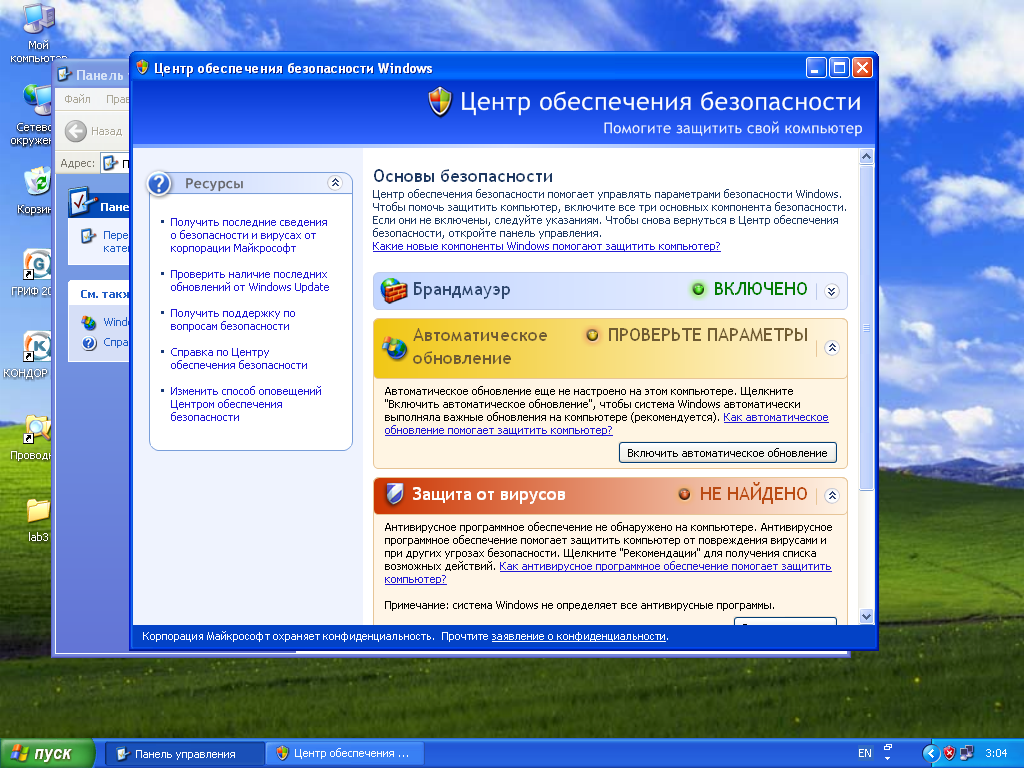 Мой
компьютер
Сетево
окружен
Корзин
ГРИФ 20
КОНДОР
Проводн
lab3
Панель
Файл Прав
Назад
Адрес: П
Пане
Пере
кате
См. такж
Wind
Спра
Центр обеспечения безопасности Windows
Центр обеспечения безопасности
Помогите защитить свой компьютер
Ресурсы
Получить последние сведения
о безопасности и вирусах от
корпорации Майкрософт
Проверить наличие последних
обновлений от Windows Update
Получить поддержку по
вопросам безопасности
Справка по Центру
обеспечения безопасности
Изменить способ оповещений
Центром обеспечения
безопасности
Основы безопасности
Центр обеспечения безопасности помогает управлять параметрами безопасности Windows.
Чтобы помочь защитить компьютер, включите все три основных компонента безопасности.
Если они не включены, следуйте указаниям. Чтобы снова вернуться в Центр обеспечения
безопасности, откройте панель управления.
Какие новые компоненты Windows помогают защитить компьютер?
Брандмауэр ВКЛЮЧЕНО
Автоматическое ПРОВЕРЬТЕ ПАРАМЕТРЫ
обновление
Автоматическое обновление еще не настроено на этом компьютере. Щелкните
"Включить автоматическое обновление", чтобы система Windows автоматически
выполняла важные обновления на компьютере (рекомендуется). Как автоматическое
обновление помогает защитить компьютер?
Включить автоматическое обновление
Защита от вирусов НЕ НАЙДЕНО
Антивирусное программное обеспечение не обнаружено на компьютере. Антивирусное
программное обеспечение помогает защитить компьютер от повреждения вирусами и
при других угрозах безопасности. Щелкните "Рекомендации" для получения списка
возможных действий. Как антивирусное программное обеспечение помогает защитить
компьютер?
Примечание: система Windows не определяет все антивирусные программы.
Корпорация Майкрософт охраняет конфиденциальность. Прочтите заявление о конфиденциальности.
пуск
Панель управления
Центр обеспечения ...
EN
3:04